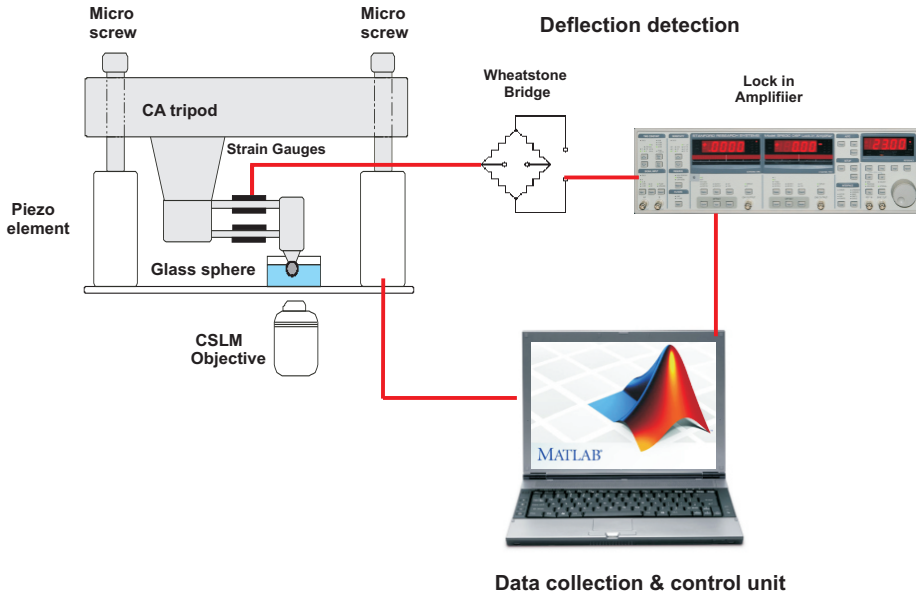 Micro
screw
Micro
screw
Deflection detection
Wheatstone
Bridge
Lock in
Amplifiier
CA tripod
Strain Gauges
Piezo
element
Glass sphere
CSLM
Objective
MATLAB
Data collection & control unit